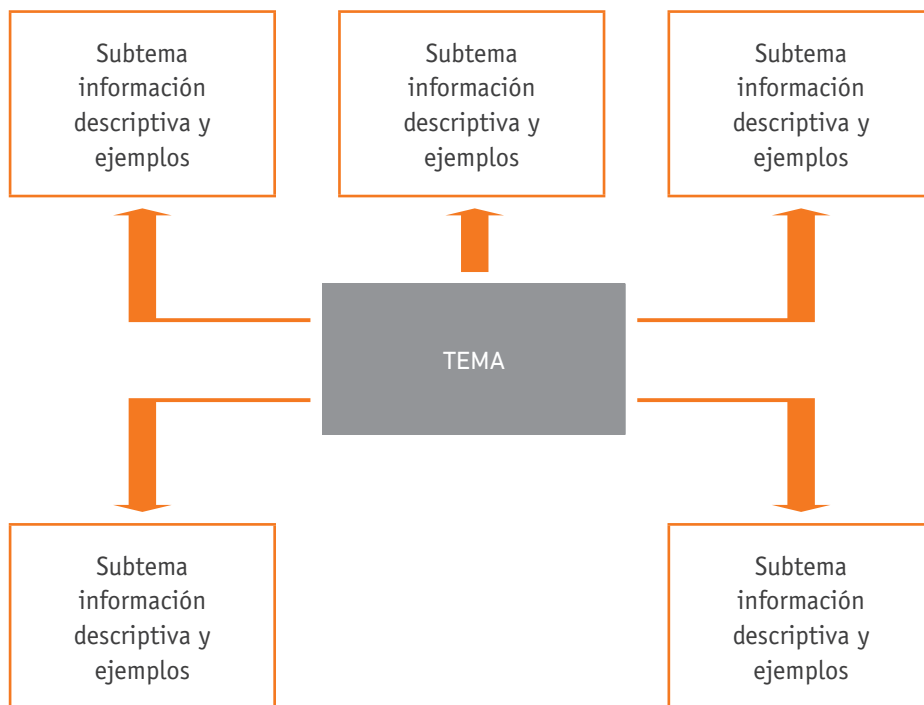 Subtema
información
descriptiva y
ejemplos
Subtema
información
descriptiva y
ejemplos
Subtema
información
descriptiva y
ejemplos
TEMA
Subtema
información
descriptiva y
ejemplos
Subtema
información
descriptiva y
ejemplos